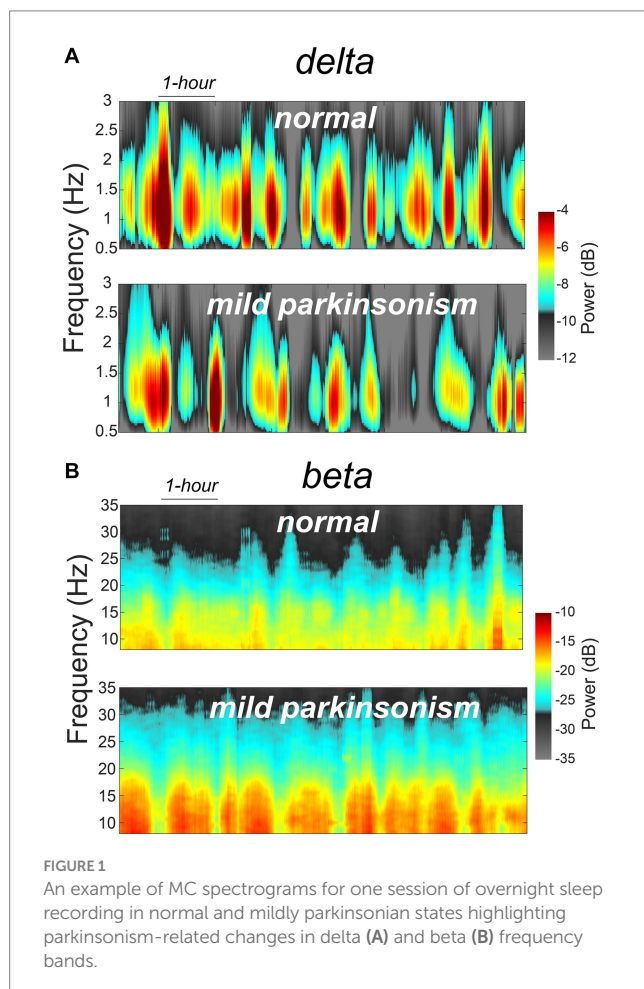 A
delta
1-hour
normal
3
2.5
2
1.5
1
0.5
mild parkinsonism
3
2.5
2
1.5
1
0.5
Frequency (Hz)
-4
-6
-8
-10
-12
Power (dB)
B
beta
1-hour
normal
35
30
25
20
15
10
mild parkinsonism
35
30
25
20
15
10
Frequency (Hz)
-10
-15
-20
-25
-30
-35
Power (dB)
FIGURE 1
An example of MC spectrograms for one session of overnight sleep
recording in normal and mildly parkinsonian states highlighting
parkinsonism-related changes in delta (A) and beta (B) frequency
bands.